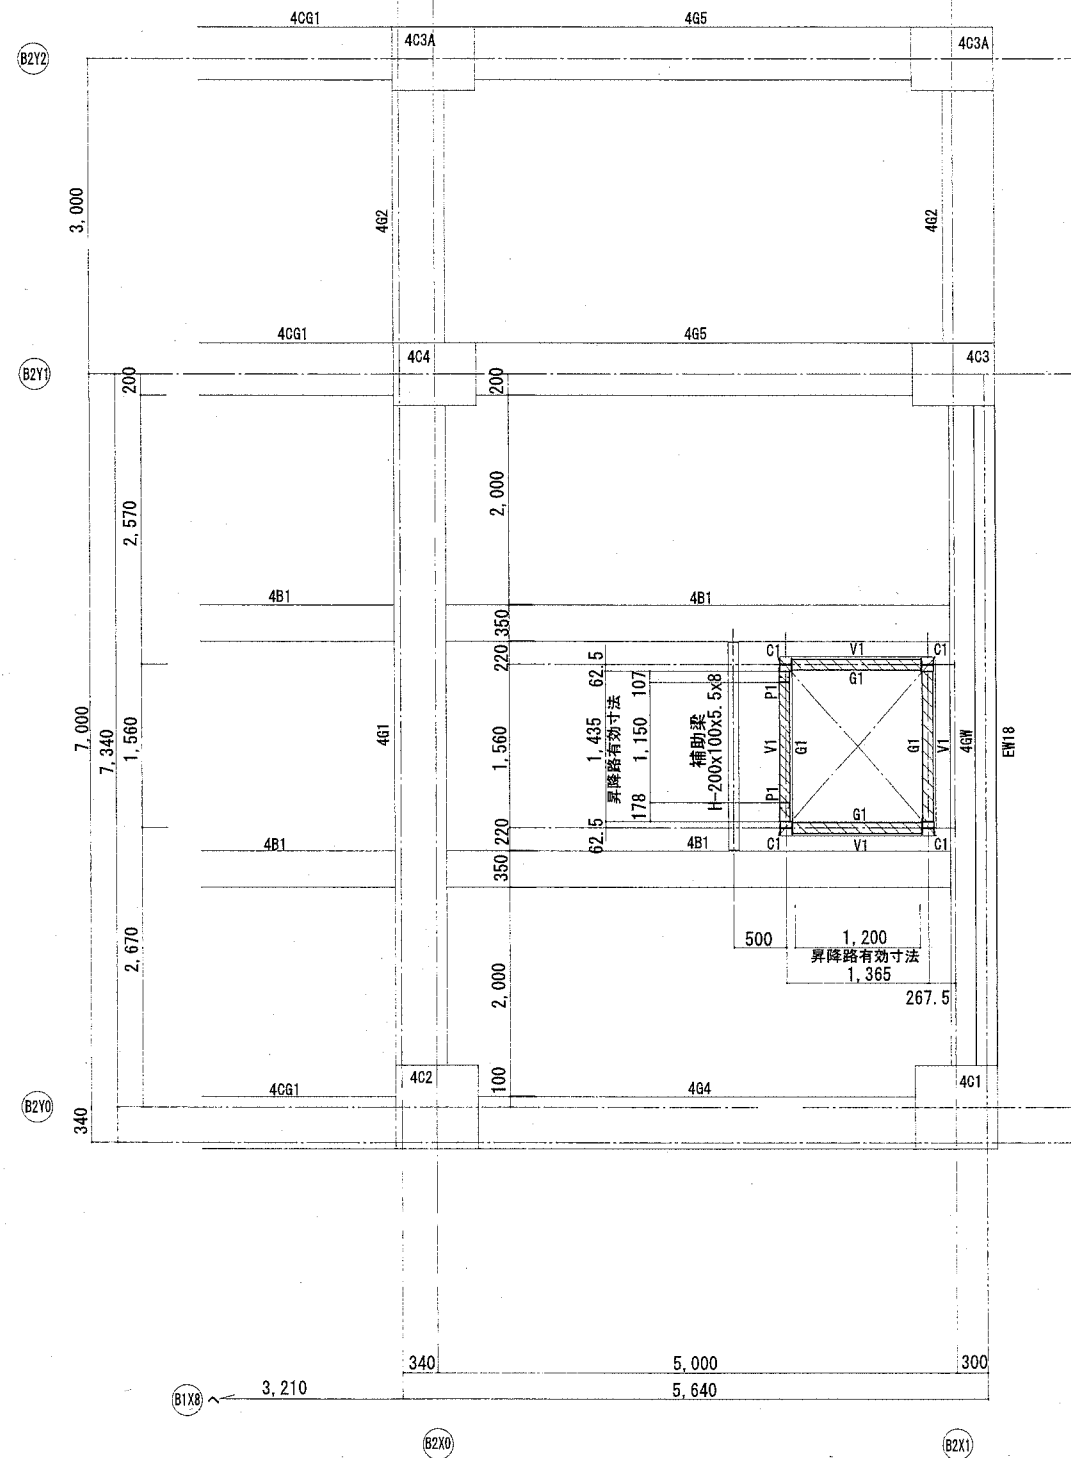 4CG1
4G5
4C3A
4C3A
B2Y2
3,000
4G2
4G2
4CG1
4G5
4C4
4C3
B2Y1
200
200
2,570
2,000
4B1
4B1
350
220
62.5
107
C1
V1
C1
G1
P1
7,000
7,340
1,560
4G1
1,560
1,435
昇降路有効寸法
1,150
補助梁
H-200x100x5.5x8
V1
G1
G1
V1
4GW
EW18
178
P1
G1
62.5
220
4B1
4B1
C1
V1
C1
350
500
1,200
昇降路有効寸法
1,365
267.5
2,670
2,000
4C2
4C1
4CG1
100
4G4
B2Y0
340
340
5,000
300
B1X8
3,210
5,640
B2X0
B2X1